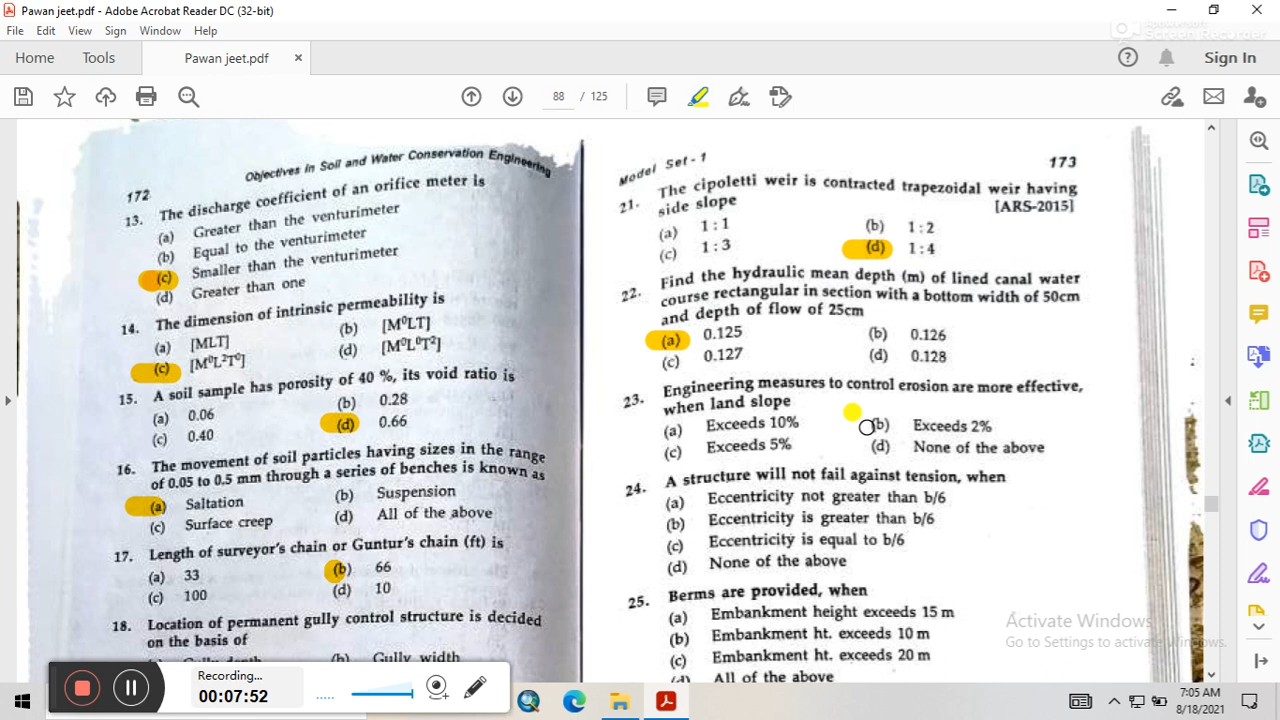 Pawan jeet.pdf - Adobe Acrobat Reader DC (32-bit)
File Edit View Sign Window Help
Home Tools Pawan jeet.pdf ×
Sign In
88 / 125
Screen Recorder
172 Objectives in Soil and Water Conservation Engineering
13. The discharge coefficient of an orifice meter is
(a) Greater than the venturimeter
(b) Equal to the venturimeter
(c) Smaller than the venturimeter
(d) Greater than one
14. The dimension of intrinsic permeability is
(a) [MLT] (b) [M⁰LT]
(c) [M⁰L²T⁰] (d) [M⁰L⁰T²]
15. A soil sample has porosity of 40 %, its void ratio is
(a) 0.06 (b) 0.28
(c) 0.40 (d) 0.66
16. The movement of soil particles having sizes in the range
of 0.05 to 0.5 mm through a series of benches is known as
(a) Saltation (b) Suspension
(c) Surface creep (d) All of the above
17. Length of surveyor's chain or Guntur's chain (ft) is
(a) 33 (b) 66
(c) 100 (d) 10
18. Location of permanent gully control structure is decided
on the basis of
(a) Gully depth (b) Gully width
Model Set - 1 173
21. The cipoletti weir is contracted trapezoidal weir having
side slope [ARS-2015]
(a) 1 : 1 (b) 1 : 2
(c) 1 : 3 (d) 1 : 4
22. Find the hydraulic mean depth (m) of lined canal water
course rectangular in section with a bottom width of 50cm
and depth of flow of 25cm
(a) 0.125 (b) 0.126
(c) 0.127 (d) 0.128
23. Engineering measures to control erosion are more effective,
when land slope
(a) Exceeds 10% (b) Exceeds 2%
(c) Exceeds 5% (d) None of the above
24. A structure will not fail against tension, when
(a) Eccentricity not greater than b/6
(b) Eccentricity is greater than b/6
(c) Eccentricity is equal to b/6
(d) None of the above
25. Berms are provided, when
(a) Embankment height exceeds 15 m
(b) Embankment ht. exceeds 10 m
(c) Embankment ht. exceeds 20 m
(d) All of the above
Activate Windows
Go to Settings to activate Windows.
Recording...
00:07:52
7:05 AM
8/18/2021